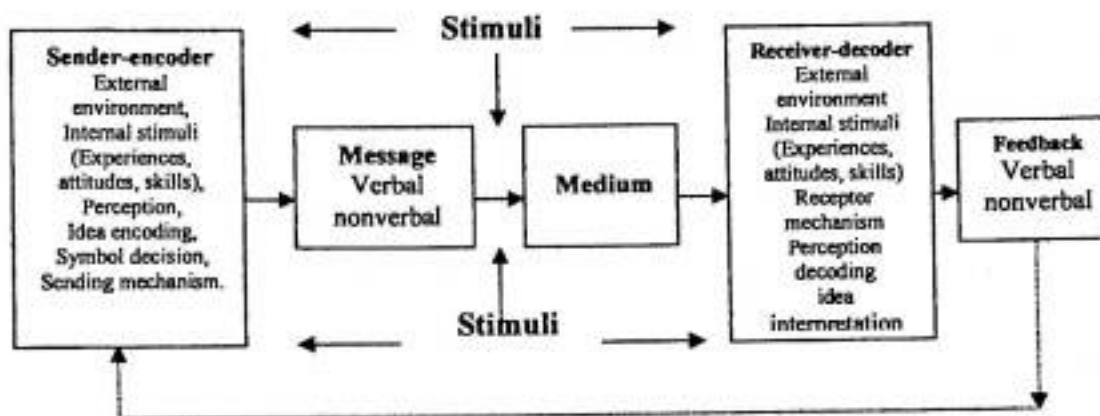 Stimuli
Sender-encoder
External
environment,
Internal stimuli
(Experiences,
attitudes, skills),
Perception,
Idea encoding,
Symbol decision,
Sending mechanism.
Message
Verbal
nonverbal
Medium
Receiver-decoder
External
environment
Internal stimuli
(Experiences,
attitudes, skills)
Receptor
mechanism
Perception
decoding
idea
interpretation
Feedback
Verbal
nonverbal
Stimuli